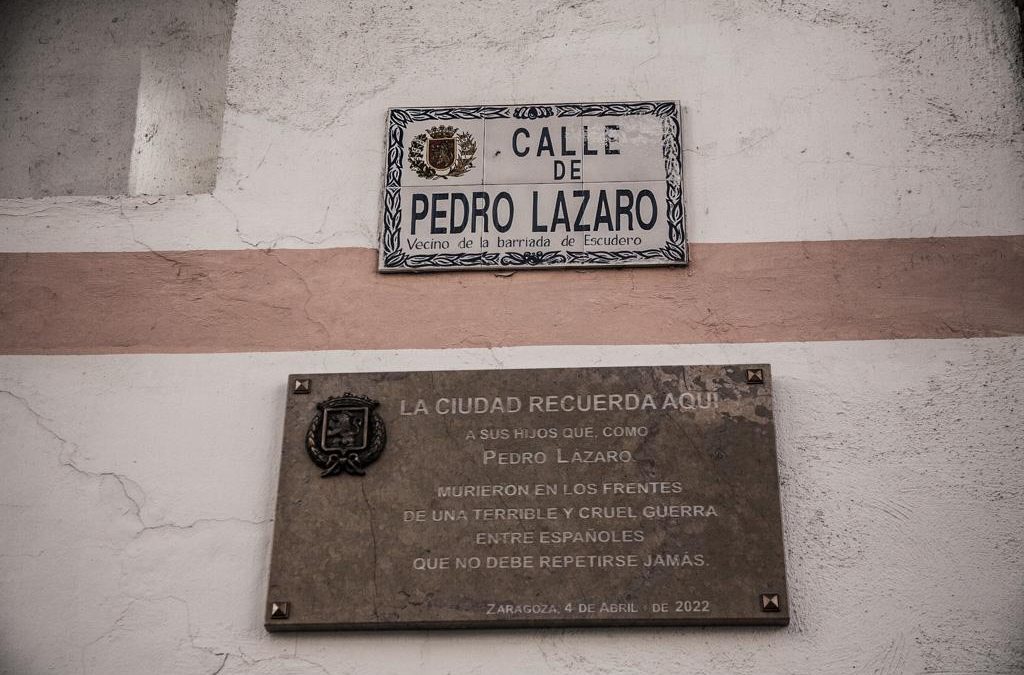 CALLE
DE
PEDRO LAZARO
Vecino de la barriada de Escudero
LA CIUDAD RECUERDA AQUÍ
A SUS HIJOS QUE, COMO
PEDRO LÁZARO,
MURIERON EN LOS FRENTES
DE UNA TERRIBLE Y CRUEL GUERRA
ENTRE ESPAÑOLES
QUE NO DEBE REPETIRSE JAMÁS.
ZARAGOZA, 4 DE ABRIL DE 2022